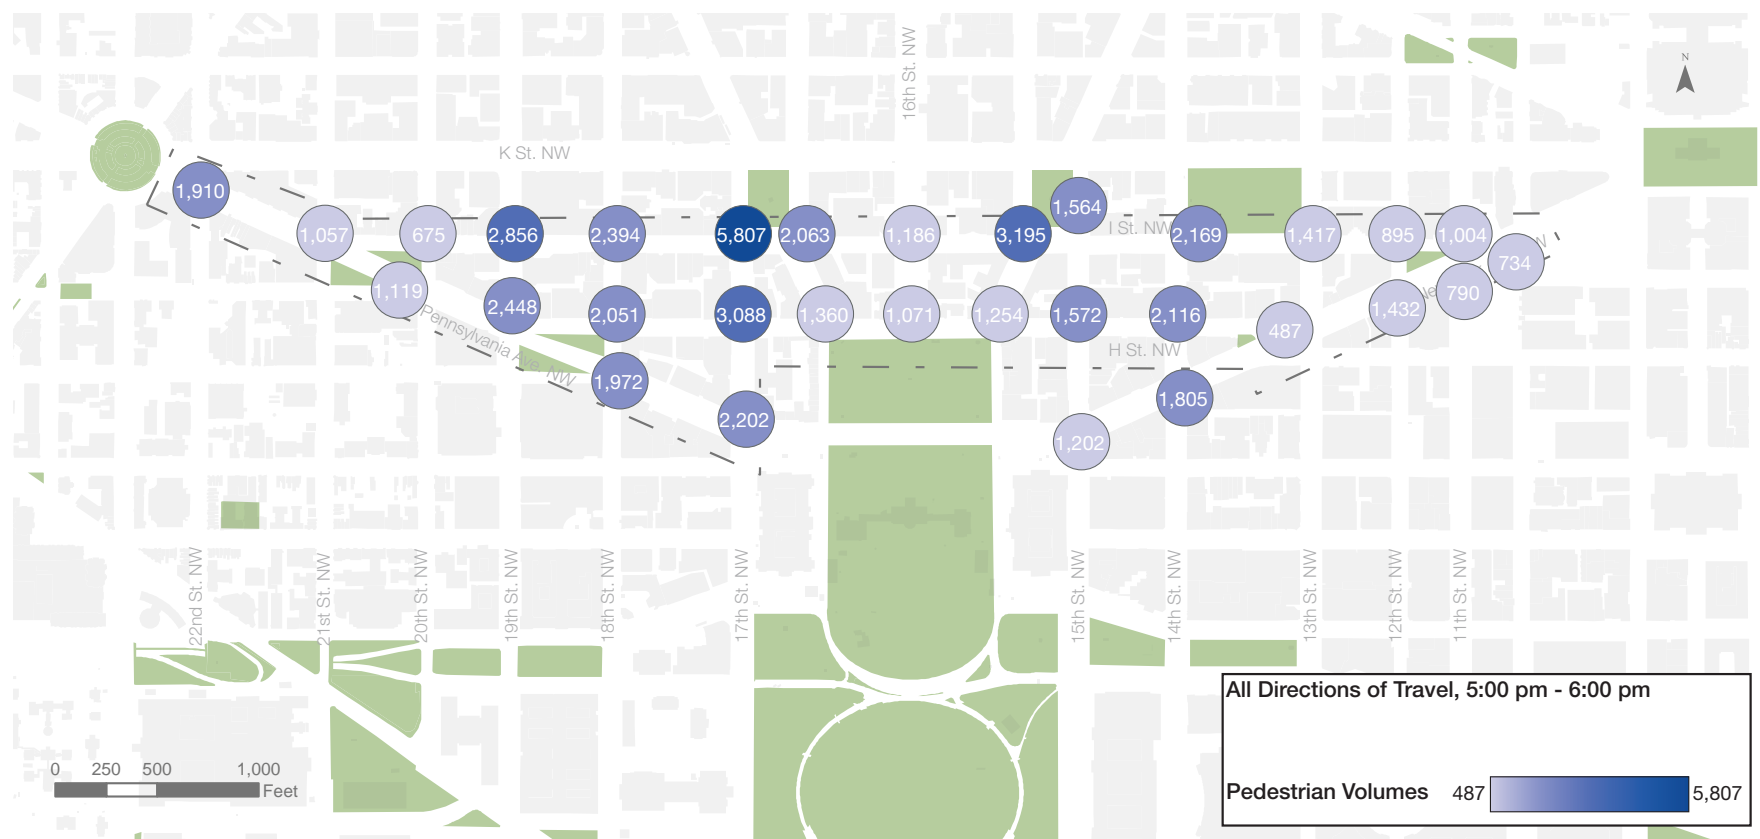 16th St. NW
N
K St. NW
1,910
1,564
1,057
675
2,856
2,394
5,807
2,063
1,186
3,195
I St. NW
2,169
1,417
895
1,004
734
1,119
2,448
2,051
3,088
1,360
1,071
1,254
1,572
2,116
487
1,432
790
Pennsylvania Ave. NW
H St. NW
1,972
2,202
1,805
1,202
22nd St. NW
21st St. NW
20th St. NW
19th St. NW
18th St. NW
17th St. NW
15th St. NW
14th St. NW
13th St. NW
12th St. NW
11th St. NW
All Directions of Travel, 5:00 pm - 6:00 pm
Pedestrian Volumes 487 5,807
0 250 500 1,000
Feet